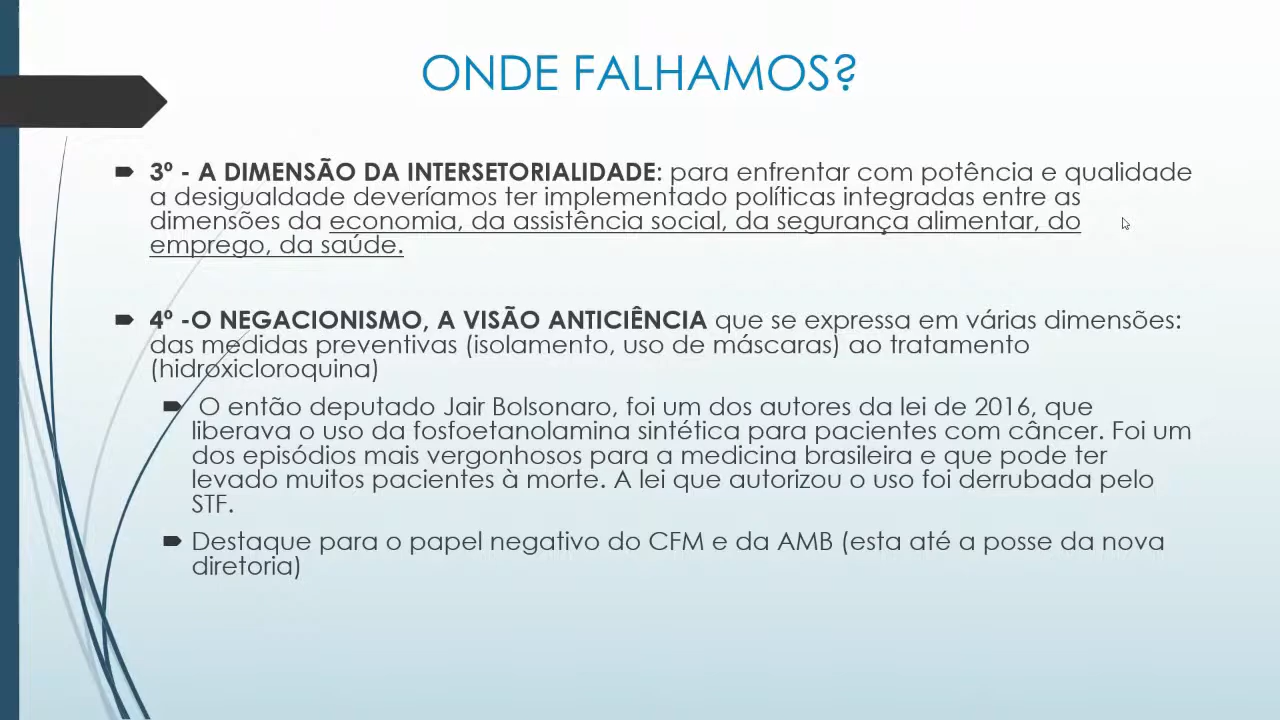 ONDE FALHAMOS?
3º - A DIMENSÃO DA INTERSETORIALIDADE: para enfrentar com potência e qualidade
a desigualdade deveríamos ter implementado políticas integradas entre as
dimensões da economia, da assistência social, da segurança alimentar, do
emprego, da saúde.
4º -O NEGACIONISMO, A VISÃO ANTICIÊNCIA que se expressa em várias dimensões:
das medidas preventivas (isolamento, uso de máscaras) ao tratamento
(hidroxicloroquina)
O então deputado Jair Bolsonaro, foi um dos autores da lei de 2016, que
liberava o uso da fosfoetanolamina sintética para pacientes com câncer. Foi um
dos episódios mais vergonhosos para a medicina brasileira e que pode ter
levado muitos pacientes à morte. A lei que autorizou o uso foi derrubada pelo
STF.
Destaque para o papel negativo do CFM e da AMB (esta até a posse da nova
diretoria)